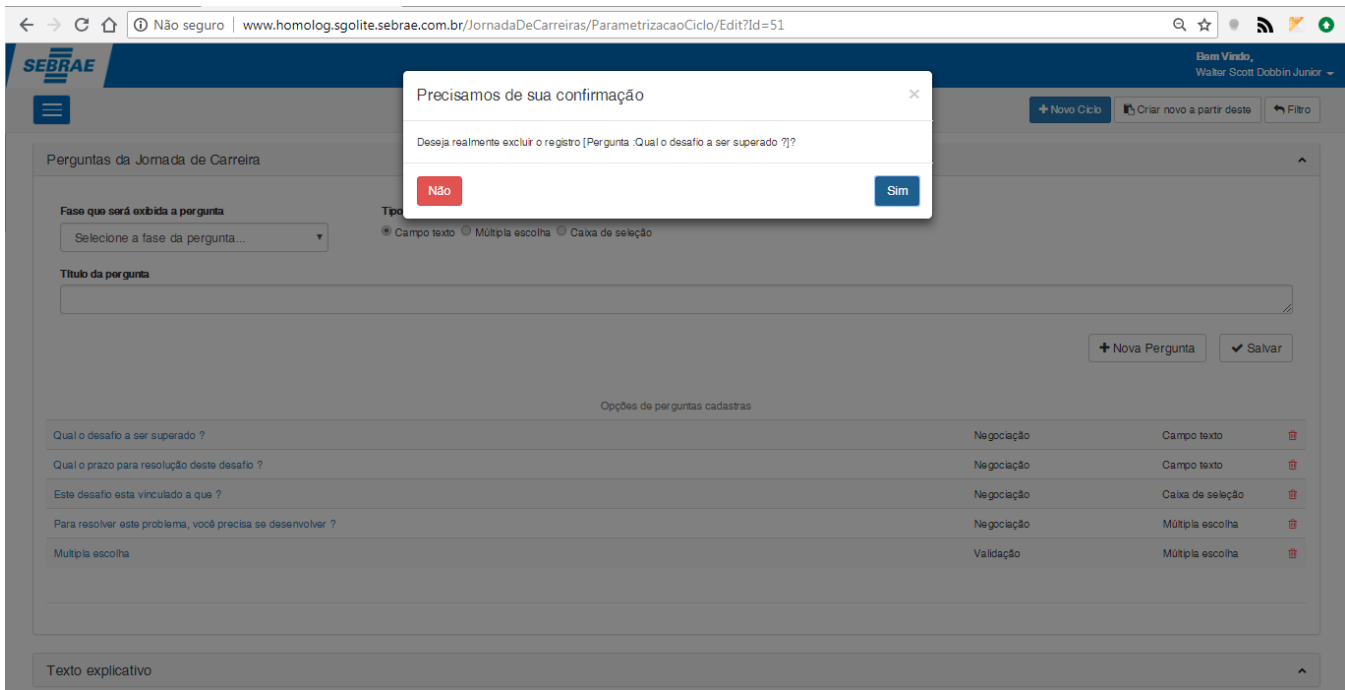 Não seguro | www.homolog.sgolite.sebrae.com.br/JornadaDeCarreiras/ParametrizacaoCiclo/Edit?Id=51
SEBRAE
Bem Vindo,
Walter Scott Dobbin Junior
Precisamos de sua confirmação ×
Novo Ciclo Criar novo a partir deste Filtro
Deseja realmente excluir o registro [Pergunta :Qual o desafio a ser superado ?]?
Perguntas da Jornada de Carreira
Não Sim
Fase que será exibida a pergunta Tipo
Selecione a fase da pergunta... Campo texto Múltipla escolha Caixa de seleção
Título da pergunta
Nova Pergunta Salvar
Opções de perguntas cadastras
Qual o desafio a ser superado ? Negociação Campo texto
Qual o prazo para resolução deste desafio ? Negociação Campo texto
Este desafio esta vinculado a que ? Negociação Caixa de seleção
Para resolver este problema, você precisa se desenvolver ? Negociação Múltipla escolha
Multipla escolha Validação Múltipla escolha
Texto explicativo